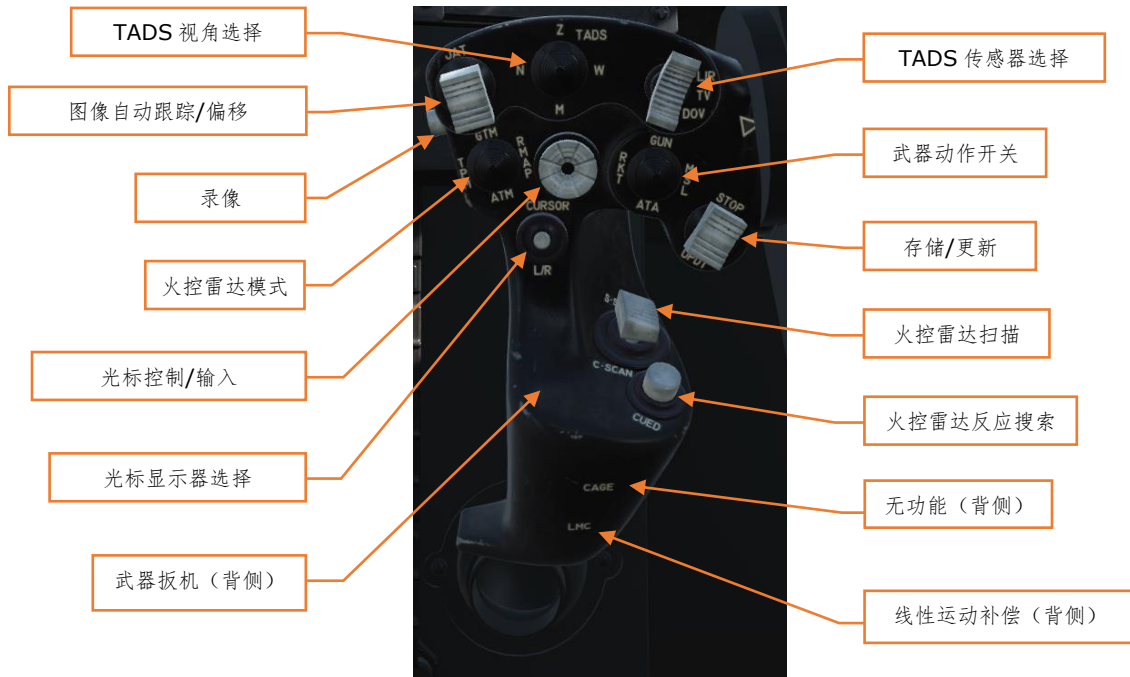 TADS 视角选择
图像自动跟踪/偏移
录像
火控雷达模式
光标控制/输入
光标显示器选择
武器扳机（背侧）
Z TADS
N
W
M
IAT
GTM
RMAP
TPM
ATM
CURSOR
L/R
TV
DOV
GUN
RKT
MSL
ATA
STOP
UPDT
L/R
C-SCAN
CUED
CAGE
LMC
TADS 传感器选择
武器动作开关
存储/更新
火控雷达扫描
火控雷达反应搜索
无功能（背侧）
线性运动补偿（背侧）